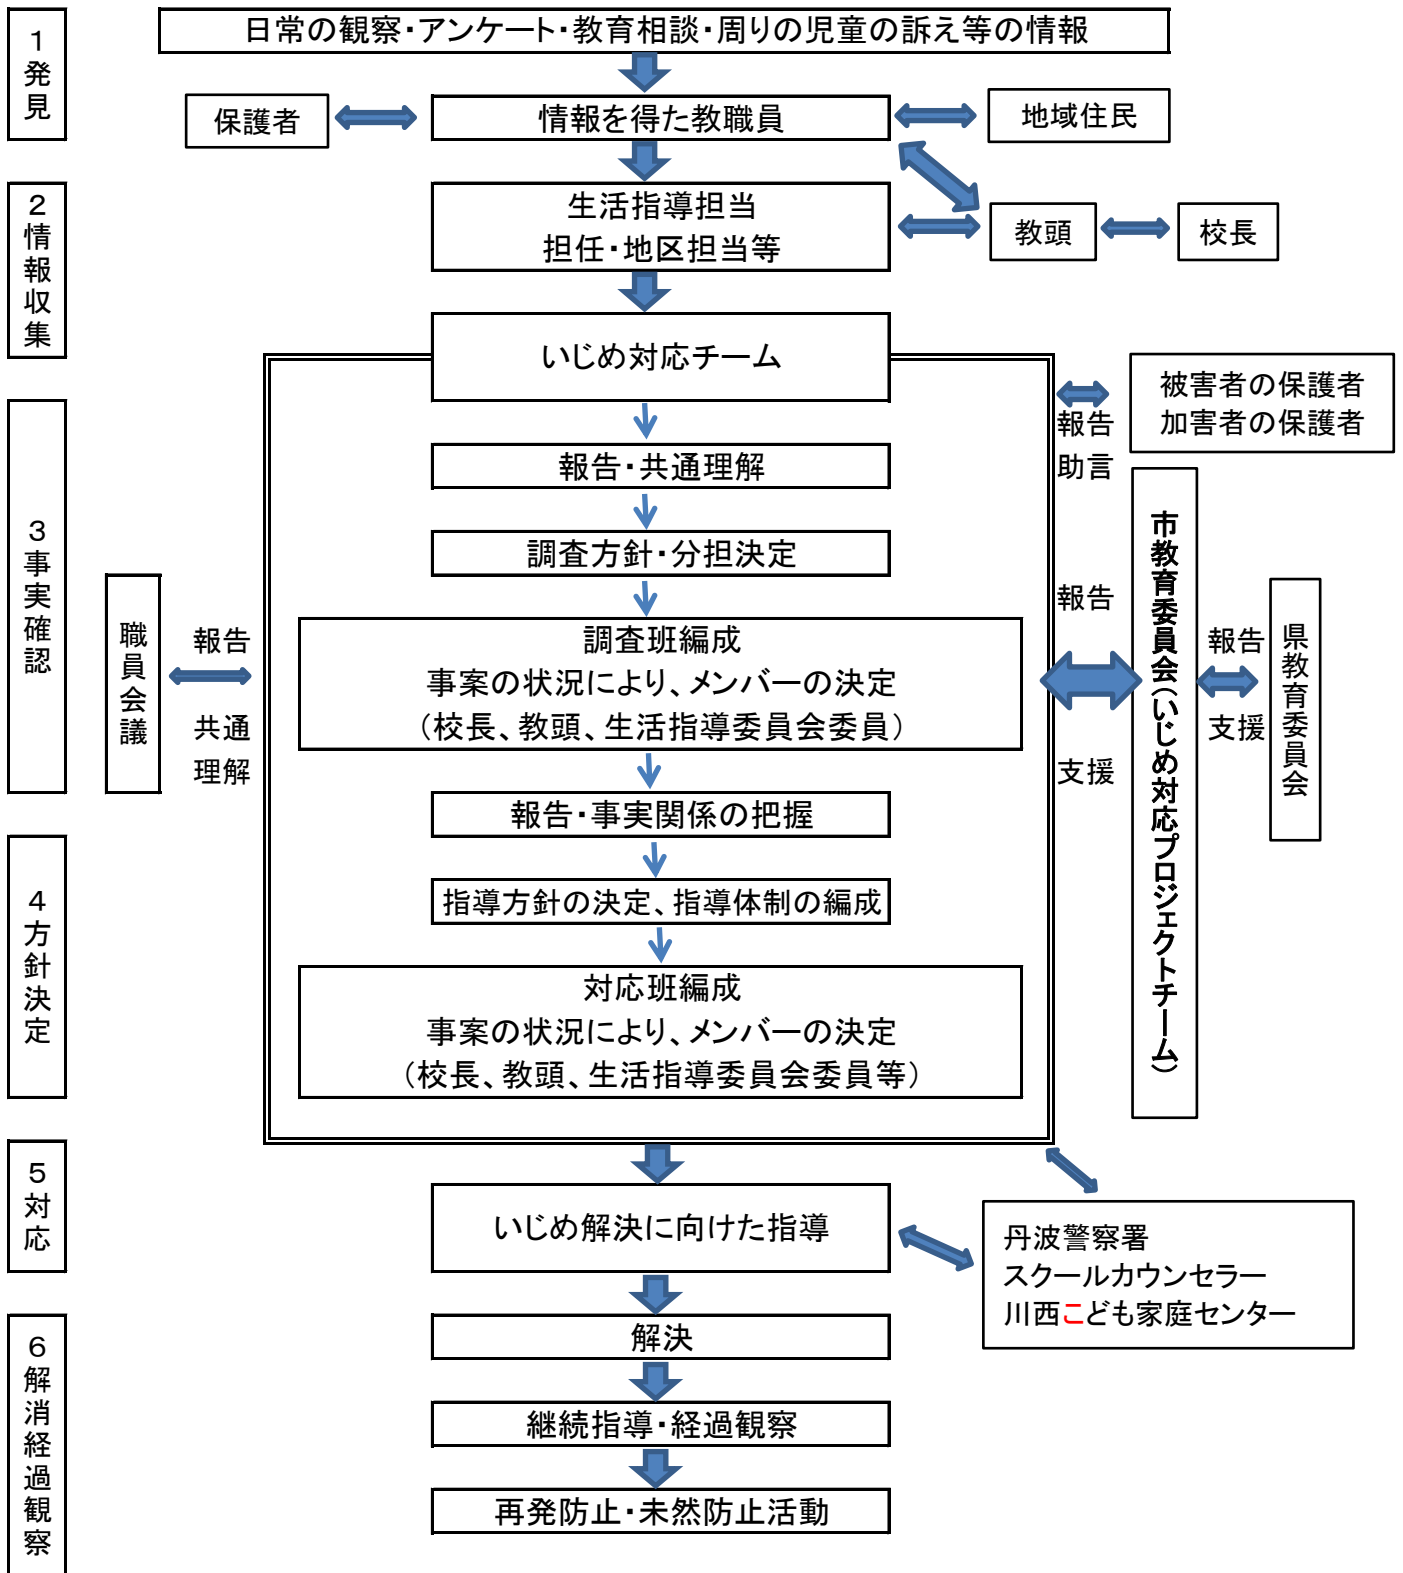 1発見
日常の観察・アンケート・教育相談・周りの児童の訴え等の情報
保護者
情報を得た教職員
地域住民
2情報収集
生活指導担当
担任・地区担当等
教頭
校長
いじめ対応チーム
被害者の保護者
加害者の保護者
報告
助言
3事実確認
報告・共通理解
調査方針・分担決定
職員会議
報告
共通
理解
調査班編成
事案の状況により、メンバーの決定
（校長、教頭、生活指導委員会委員）
報告
支援
市教育委員会（いじめ対応プロジェクトチーム）
報告
支援
県教育委員会
報告・事実関係の把握
4方針決定
指導方針の決定、指導体制の編成
対応班編成
事案の状況により、メンバーの決定
（校長、教頭、生活指導委員会委員等）
5対応
いじめ解決に向けた指導
丹波警察署
スクールカウンセラー
川西こども家庭センター
6解消経過観察
解決
継続指導・経過観察
再発防止・未然防止活動